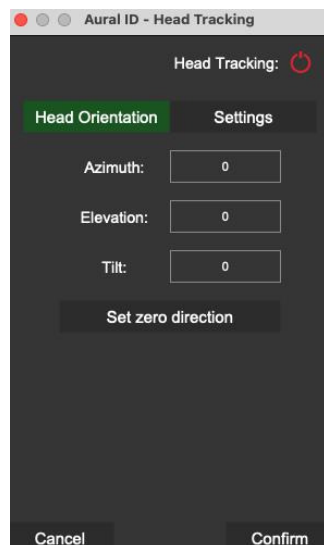 Aural ID - Head Tracking
Head Tracking:
Head Orientation Settings
Azimuth: 0
Elevation: 0
Tilt: 0
Set zero direction
Cancel Confirm